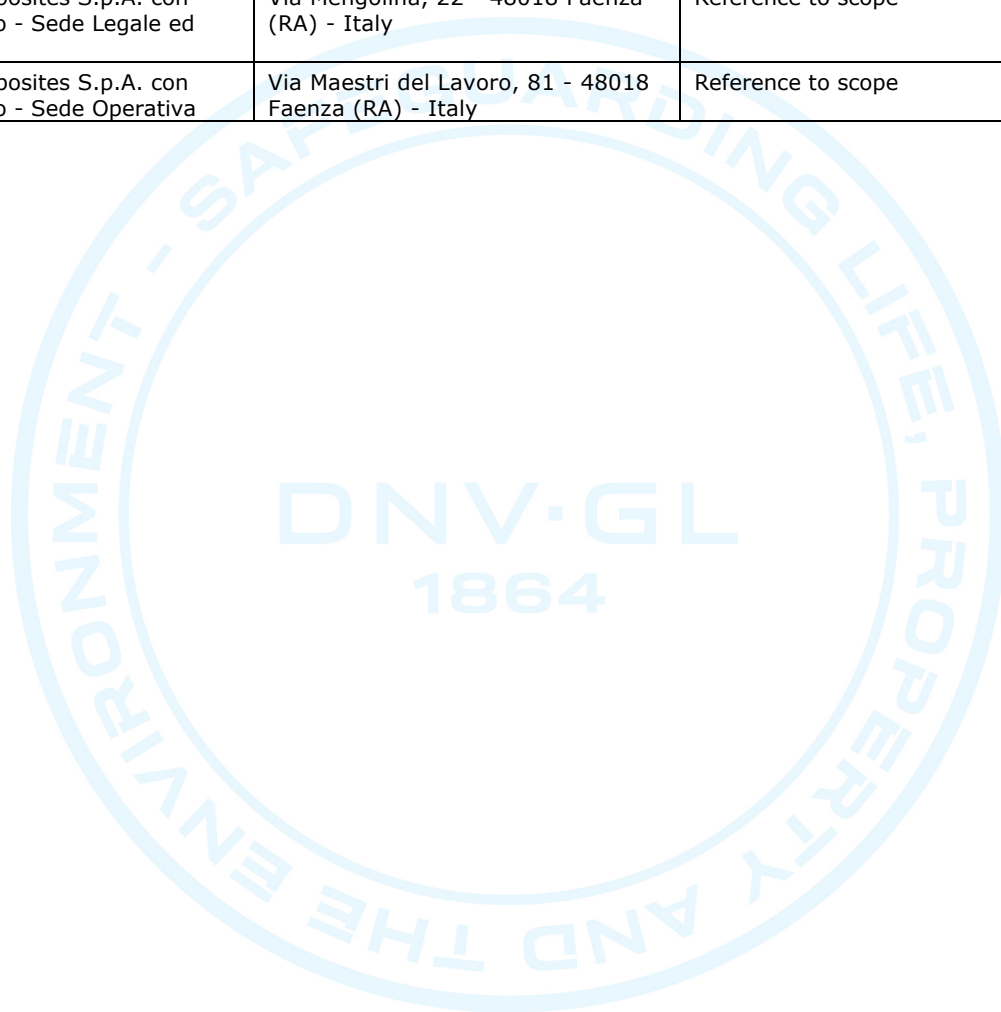 posites S.p.A. con
o - Sede Legale ed
Via Mengolina, 22 - 48018 Faenza
(RA) - Italy
Reference to scope
posites S.p.A. con
o - Sede Operativa
Via Maestri del Lavoro, 81 - 48018
Faenza (RA) - Italy
Reference to scope
- SAFEGUARDING LIFE, PROPERTY AND THE ENVIRONMENT
DNV·GL
1864